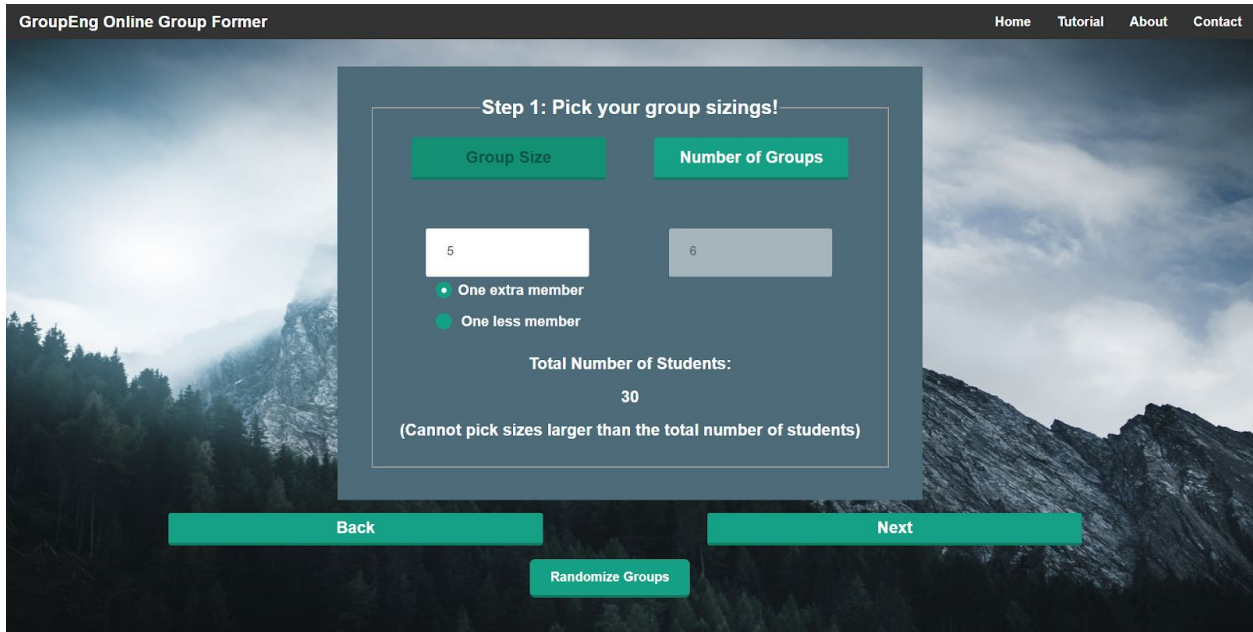 GroupEng Online Group Former
Home Tutorial About Contact
Step 1: Pick your group sizings!
Group Size Number of Groups
5 6
One extra member
One less member
Total Number of Students:
30
(Cannot pick sizes larger than the total number of students)
Back Next
Randomize Groups